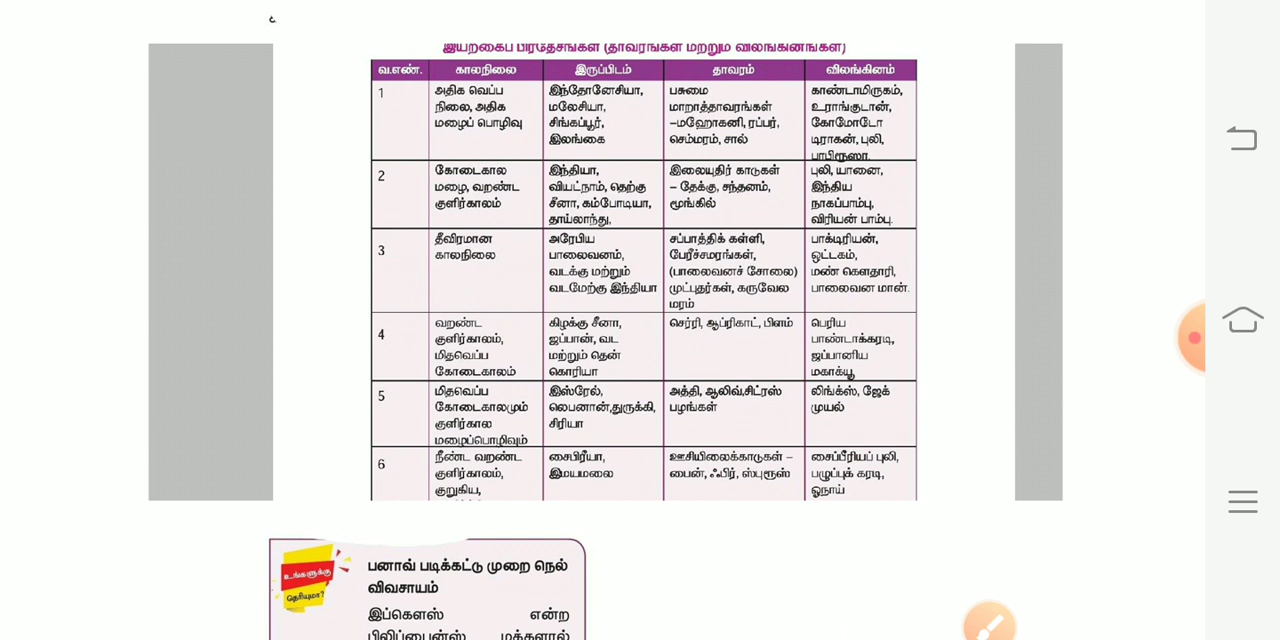 இயற்கைப் பிரதேசங்கள் (தாவரங்கள் மற்றும் விலங்கினங்கள்)
வ.எண். காலநிலை இருப்பிடம் தாவரம் விலங்கினம்
1 அதிக வெப்ப இந்தோனேசியா, பசுமை காண்டாமிருகம்,
நிலை, அதிக மலேசியா, மாறாத்தாவரங்கள் உராங்குடான்,
மழைப் பொழிவு சிங்கப்பூர், –மஹோகனி, ரப்பர், கோமோடோ
இலங்கை செம்மரம், சால் டிராகன், புலி,
பாபிரூஸா.
2 கோடைகால இந்தியா, இலையுதிர் காடுகள் புலி, யானை,
மழை, வறண்ட வியட்நாம், தெற்கு – தேக்கு, சந்தனம், இந்திய
குளிர்காலம் சீனா, கம்போடியா, மூங்கில் நாகப்பாம்பு,
தாய்லாந்து, விரியன் பாம்பு.
3 தீவிரமான அரேபிய சப்பாத்திக் கள்ளி, பாக்டிரியன்,
காலநிலை பாலைவனம், பேரீச்சமரங்கள், ஒட்டகம்,
வடக்கு மற்றும் (பாலைவனச் சோலை) மண் கௌதாரி,
வடமேற்கு இந்தியா முட்புதர்கள், கருவேல பாலைவன மான்.
மரம்
4 வறண்ட கிழக்கு சீனா, செர்ரி, ஆப்ரிகாட், பிளம் பெரிய
குளிர்காலம், ஜப்பான், வட பாண்டாக்கரடி,
மிதவெப்ப மற்றும் தென் ஜப்பானிய
கோடைகாலம் கொரியா மகாக்யூ
5 மிதவெப்ப இஸ்ரேல், அத்தி, ஆலிவ்,சிட்ரஸ் லிங்க்ஸ், ஜேக்
கோடைகாலமும் லெபனான்,துருக்கி, பழங்கள் முயல்
குளிர்கால சிரியா
மழைப்பொழிவும்
6 நீண்ட வறண்ட சைபிரீயா, ஊசியிலைக்காடுகள் – சைப்பீரியப் புலி,
குளிர்காலம், இமயமலை பைன், ஃபிர், ஸ்புரூஸ் பழுப்புக் கரடி,
குறுகிய, ஓநாய்
உங்களுக்கு
தெரியுமா?
பனாவ் படிக்கட்டு முறை நெல்
விவசாயம்
இப்கௌஸ் என்ற
பிலிப்பைன்ஸ் மக்களால்